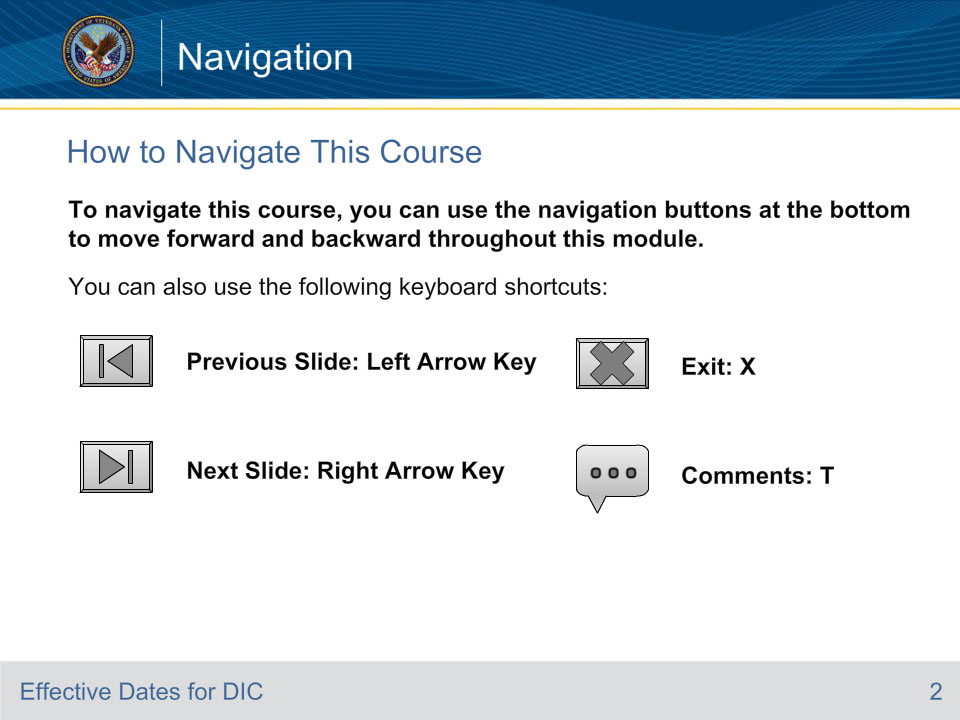 Navigation
How to Navigate This Course
To navigate this course, you can use the navigation buttons at the bottom
to move forward and backward throughout this module.
You can also use the following keyboard shortcuts:
Previous Slide: Left Arrow Key
Exit: X
Next Slide: Right Arrow Key
Comments: T
Effective Dates for DIC
2